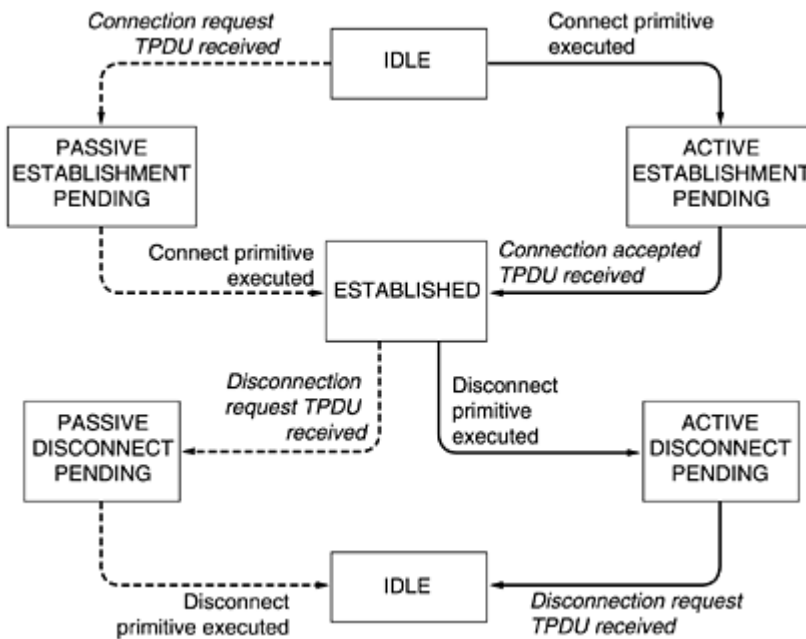 Connection request
TPDU received
IDLE
Connect primitive
executed
PASSIVE
ESTABLISHMENT
PENDING
ACTIVE
ESTABLISHMENT
PENDING
Connect primitive
executed
ESTABLISHED
Connection accepted
TPDU received
Disconnection
request TPDU
received
Disconnect
primitive
executed
PASSIVE
DISCONNECT
PENDING
ACTIVE
DISCONNECT
PENDING
Disconnect
primitive executed
IDLE
Disconnection request
TPDU received